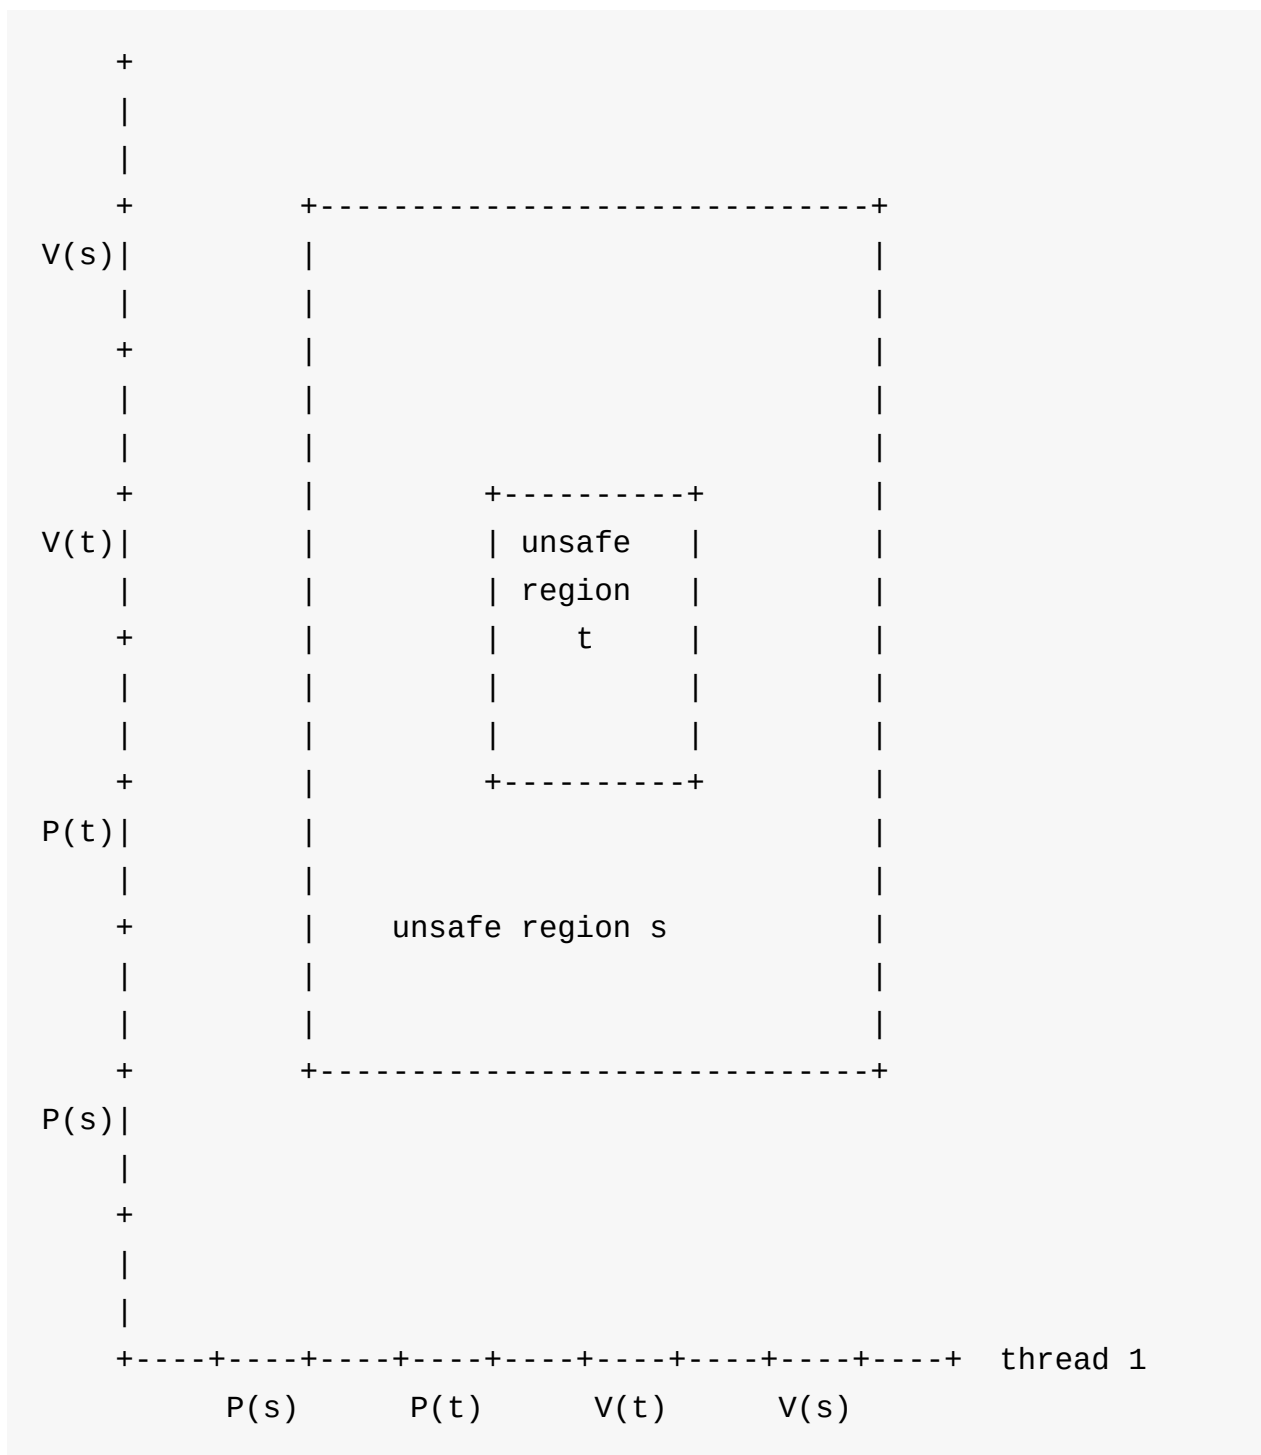 +
    |
    |
    +         +------------------------------+
V(s)|         |                              |
    |         |                              |
    +         |                              |
    |         |                              |
    |         |                              |
    +         |         +----------+         |
V(t)|         |         | unsafe   |         |
    |         |         | region   |         |
    +         |         |    t     |         |
    |         |         |          |         |
    |         |         |          |         |
    +         |         +----------+         |
P(t)|         |                              |
    |         |                              |
    +         |    unsafe region s           |
    |         |                              |
    |         |                              |
    +         +------------------------------+
P(s)|
    |
    +
    |
    |
    +----+----+----+----+----+----+----+----+----+  thread 1
          P(s)      P(t)      V(t)      V(s)